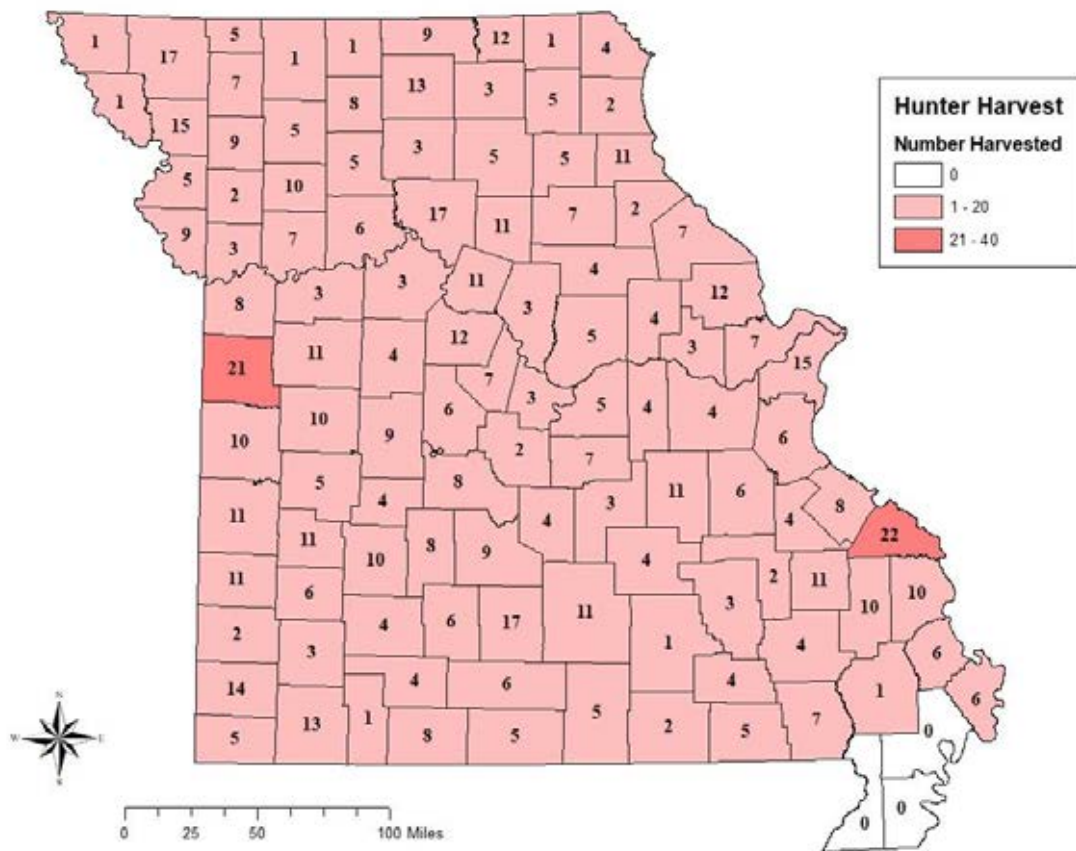 1 17 5 1 1 9 12 1 4
1 7 8 13 3 5 2
15 9 5 5 3 5 5 11
5 2 10 17 11 7 2 7
9 3 7 6 4
8 3 3 11 3 5 4 12
21 11 4 12 7 3 3 7 15
10 10 9 6 2 5 4 4 6
7
11 5 4 8 4 3 11 6 4 8
22
11 11 10 8 9 4 2 11 10 10
2 6 4 6 17 11 3 4 6
14 3 4 6 1 4 1 6
5 13 1 8 5 5 2 5 7 0
0 0
Hunter Harvest
Number Harvested
0
1 - 20
21 - 40
N
W E
S
0 25 50 100 Miles